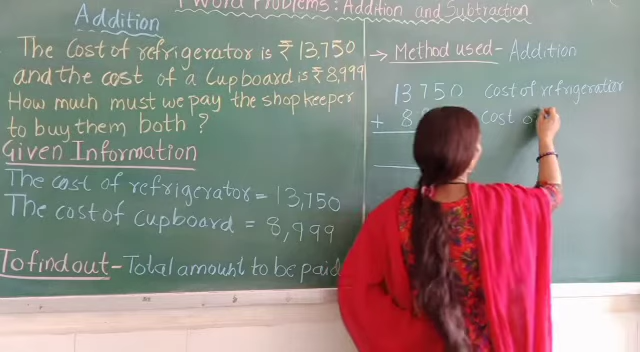 Word Problems: Addition and Subtraction
Addition
The Cost of refrigerator is ₹ 13,750
and the cost of a Cupboard is ₹ 8,999
How much must we pay the shopkeeper
to buy them both ?
Given Information
The cost of refrigerator = 13,750
The cost of cupboard = 8,999
To find out - Total amount to be paid
→ Method used - Addition
13750 Cost of refrigeratior
+ 8 cost